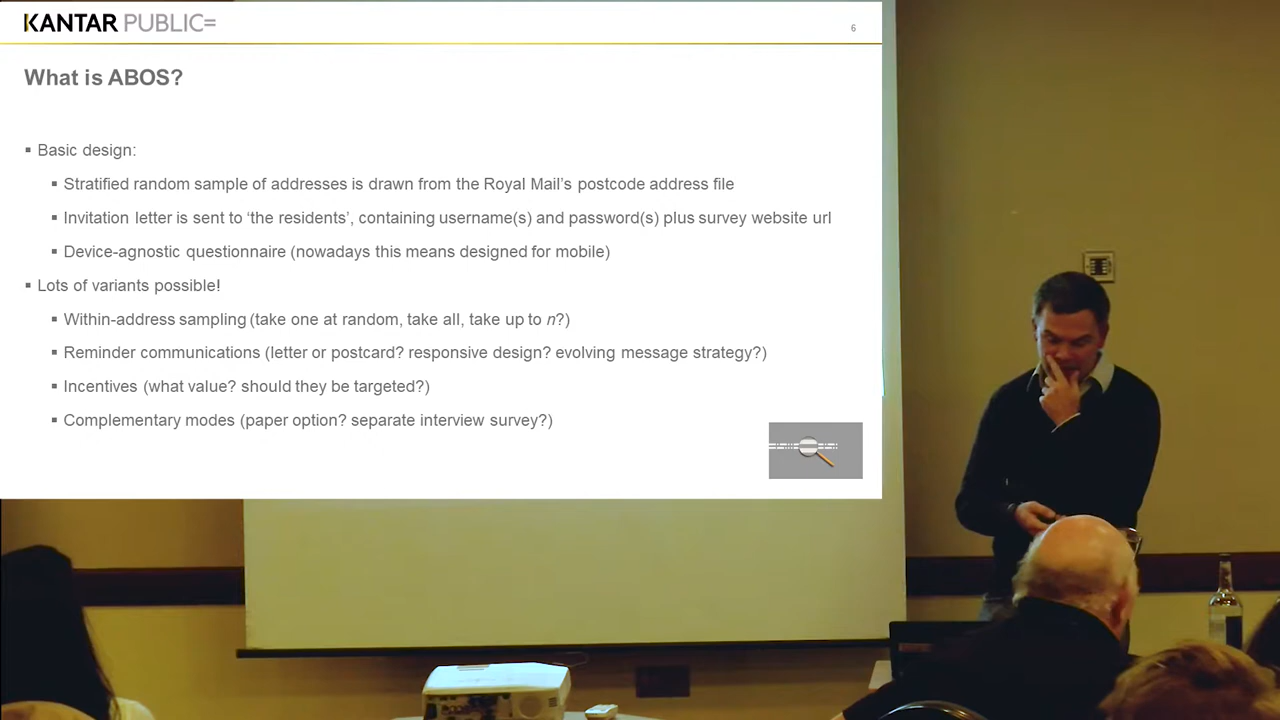 KANTAR PUBLIC=
6
What is ABOS?
▪ Basic design:
▪ Stratified random sample of addresses is drawn from the Royal Mail's postcode address file
▪ Invitation letter is sent to ‘the residents’, containing username(s) and password(s) plus survey website url
▪ Device-agnostic questionnaire (nowadays this means designed for mobile)
▪ Lots of variants possible!
▪ Within-address sampling (take one at random, take all, take up to n?)
▪ Reminder communications (letter or postcard? responsive design? evolving message strategy?)
▪ Incentives (what value? should they be targeted?)
▪ Complementary modes (paper option? separate interview survey?)